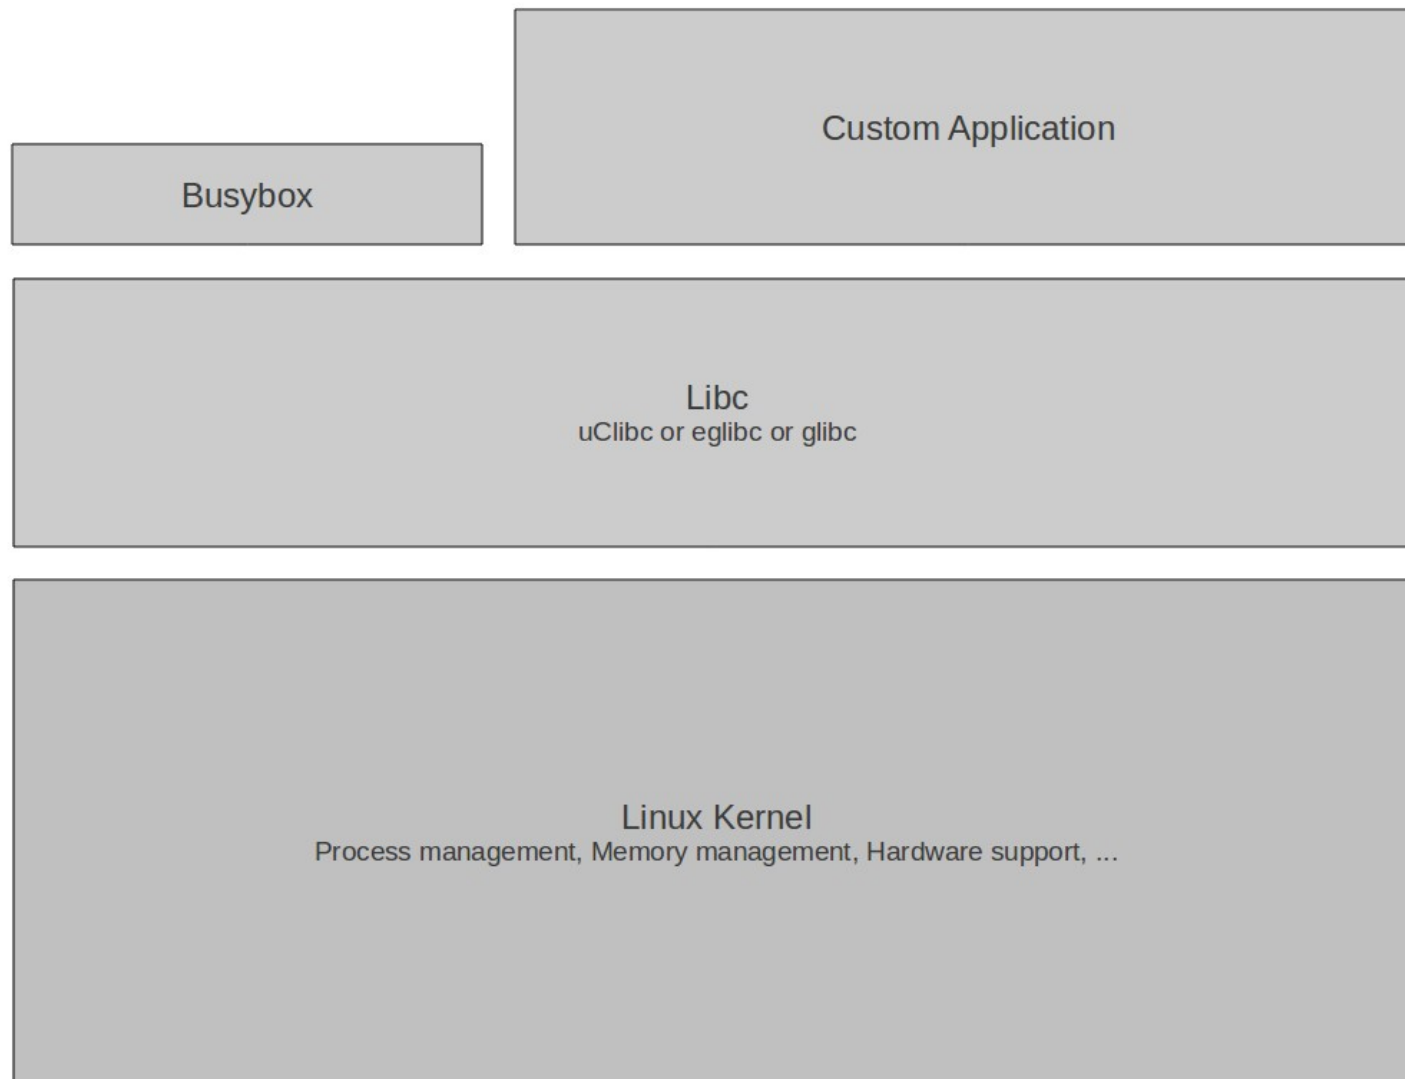 Custom Application
Busybox
Libc
uClibc or eglibc or glibc
Linux Kernel
Process management, Memory management, Hardware support, ...